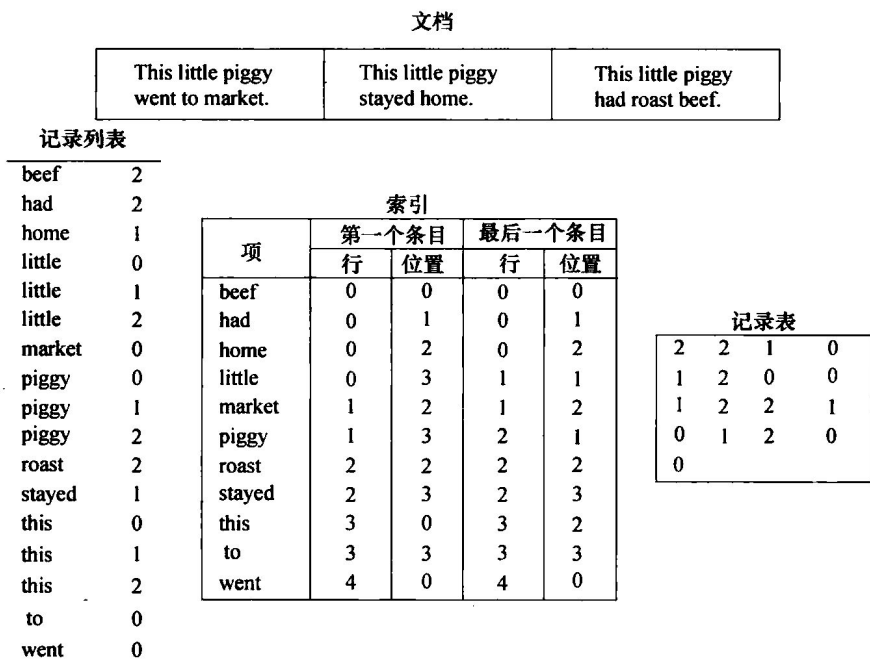 文档
This little piggy This little piggy This little piggy
went to market. stayed home. had roast beef.
记录列表
beef 2
had 2
home 1
little 0
little 1
little 2
market 0
piggy 0
piggy 1
piggy 2
roast 2
stayed 1
this 0
this 1
this 2
to 0
went 0
索引
项 第一个条目 最后一个条目
行 位置 行 位置
beef 0 0 0 0
had 0 1 0 1
home 0 2 0 2
little 0 3 1 1
market 1 2 1 2
piggy 1 3 2 1
roast 2 2 2 2
stayed 2 3 2 3
this 3 0 3 2
to 3 3 3 3
went 4 0 4 0
记录表
2 2 1 0
1 2 0 0
1 2 2 1
0 1 2 0
0